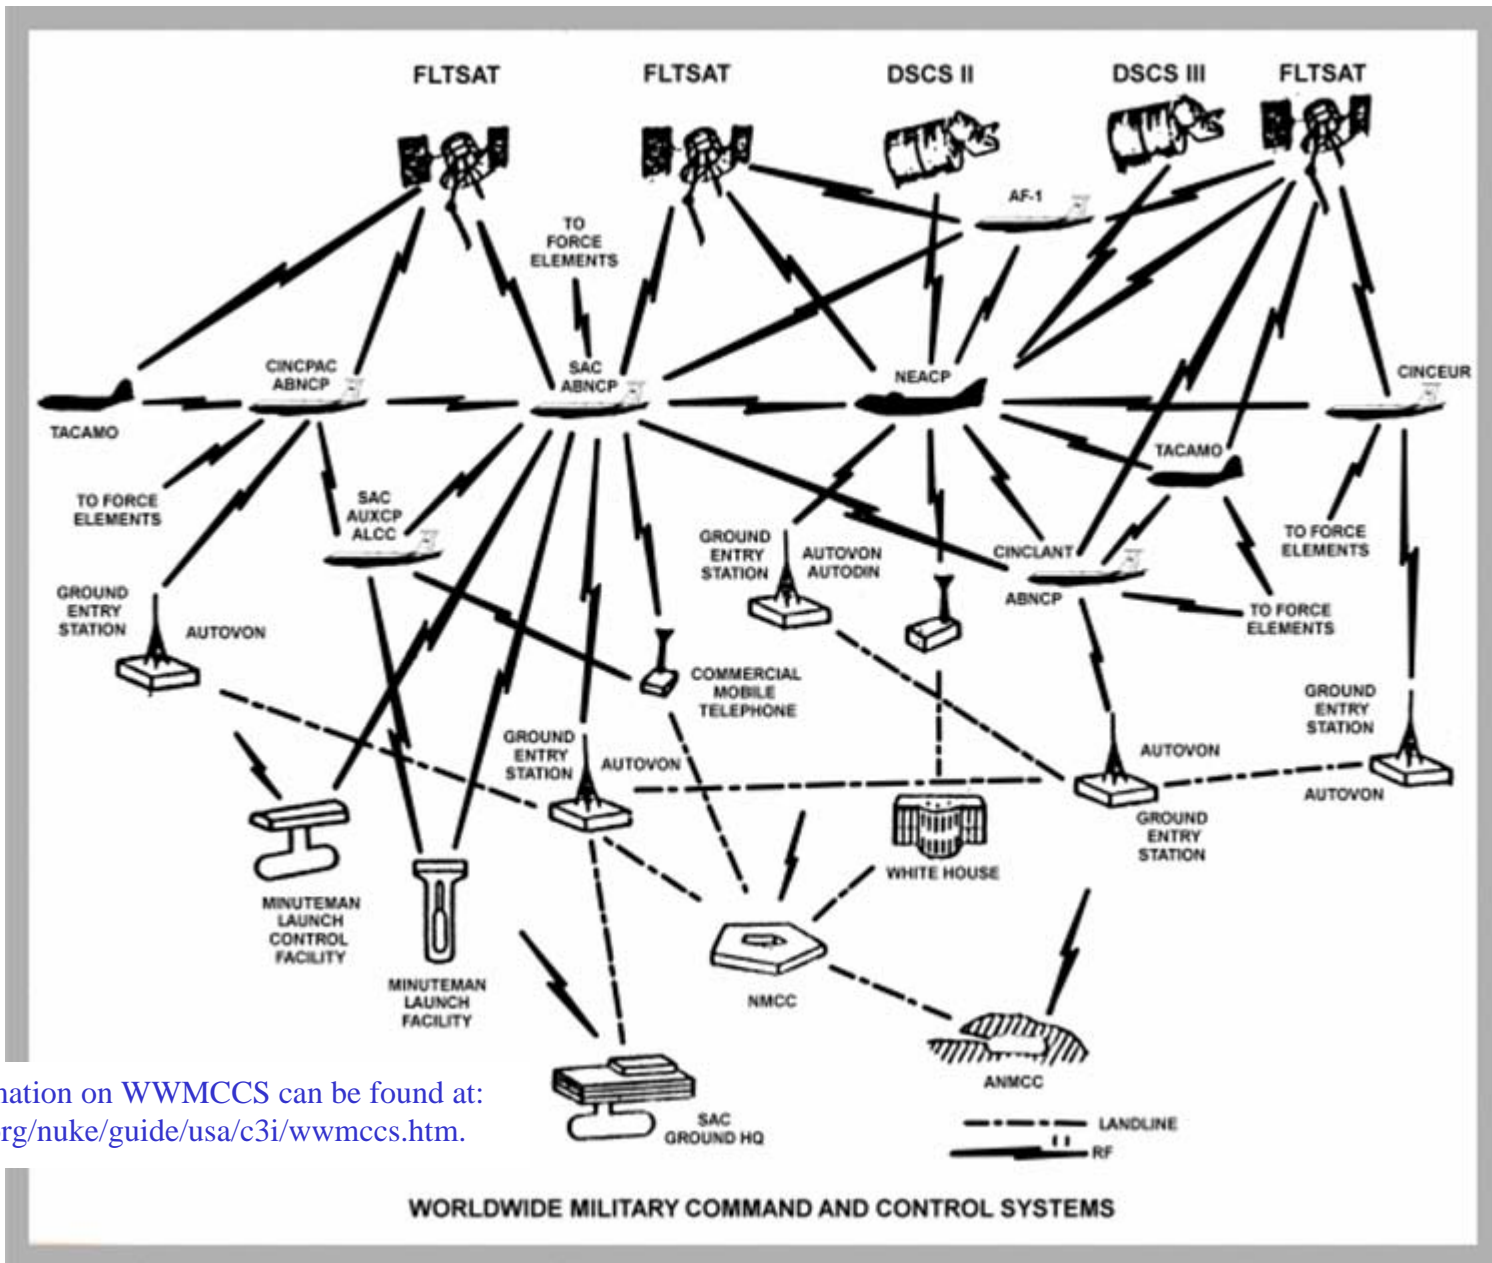 FLTSAT
FLTSAT
DSCS II
DSCS III
FLTSAT
AF-1
TO
FORCE
ELEMENTS
CINCPAC
ABNCP
SAC
ABNCP
NEACP
CINCEUR
TACAMO
TACAMO
TO FORCE
ELEMENTS
SAC
AUXCP
ALCC
GROUND
ENTRY
STATION
AUTOVON
AUTODIN
CINCLANT
ABNCP
TO FORCE
ELEMENTS
TO FORCE
ELEMENTS
GROUND
ENTRY
STATION
AUTOVON
COMMERCIAL
MOBILE
TELEPHONE
GROUND
ENTRY
STATION
AUTOVON
GROUND
ENTRY
STATION
AUTOVON
AUTOVON
GROUND
ENTRY
STATION
WHITE HOUSE
MINUTEMAN
LAUNCH
CONTROL
FACILITY
MINUTEMAN
LAUNCH
FACILITY
NMCC
ANMCC
SAC
GROUND HQ
LANDLINE
RF
mation on WWMCCS can be found at:
org/nuke/guide/usa/c3i/wwmccs.htm.
WORLDWIDE MILITARY COMMAND AND CONTROL SYSTEMS